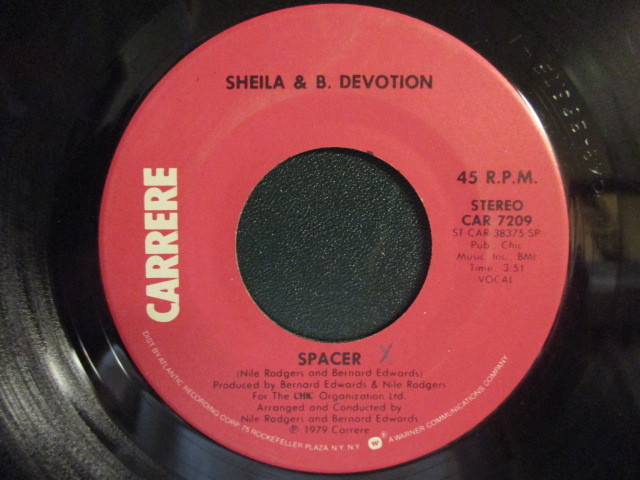 SHEILA & B. DEVOTION
CARRERE
45 R.P.M.
STEREO
CAR 7209
ST CAR 38375 SP
Pub., Chic
Music, Inc., BMI
Time: 3:51
VOCAL
SPACER X
(Nile Rodgers and Bernard Edwards)
Produced by Bernard Edwards & Nile Rodgers
For The CHIC Organization Ltd.
Arranged and Conducted by
Nile Rodgers and Bernard Edwards
℗ 1979 Carrere
DIST BY ATLANTIC RECORDING CORP. 75 ROCKEFELLER PLAZA N.Y. N.Y. W A WARNER COMMUNICATIONS COMPANY